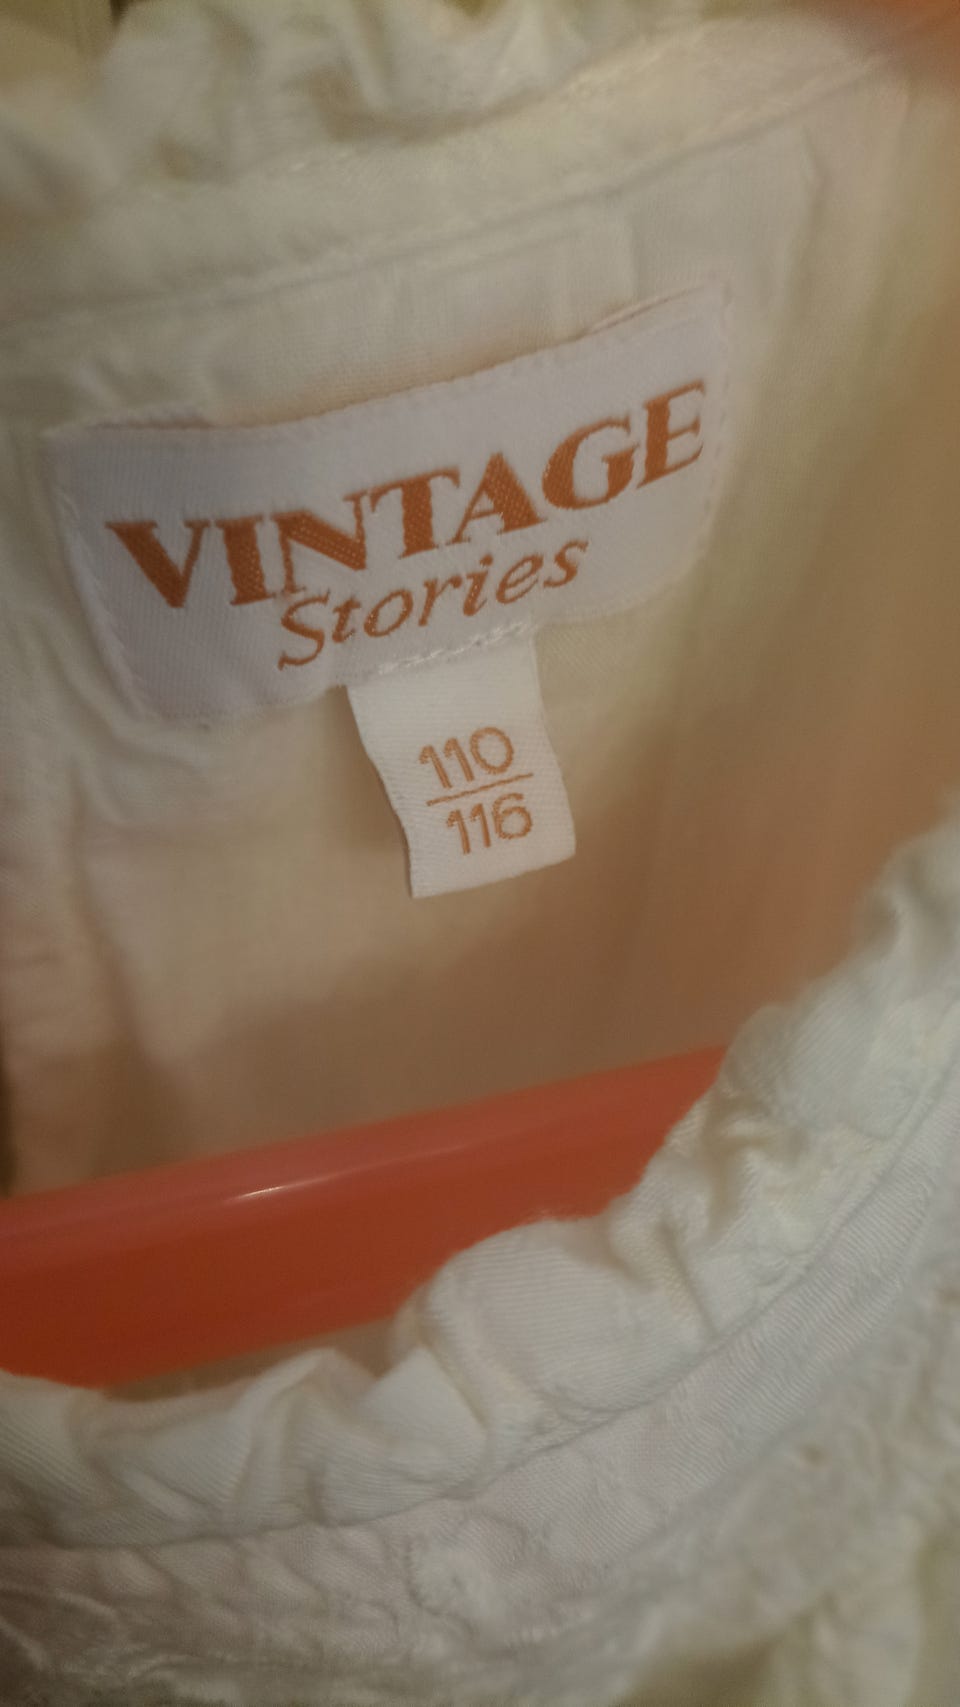 VINTAGE
Stories
110
116